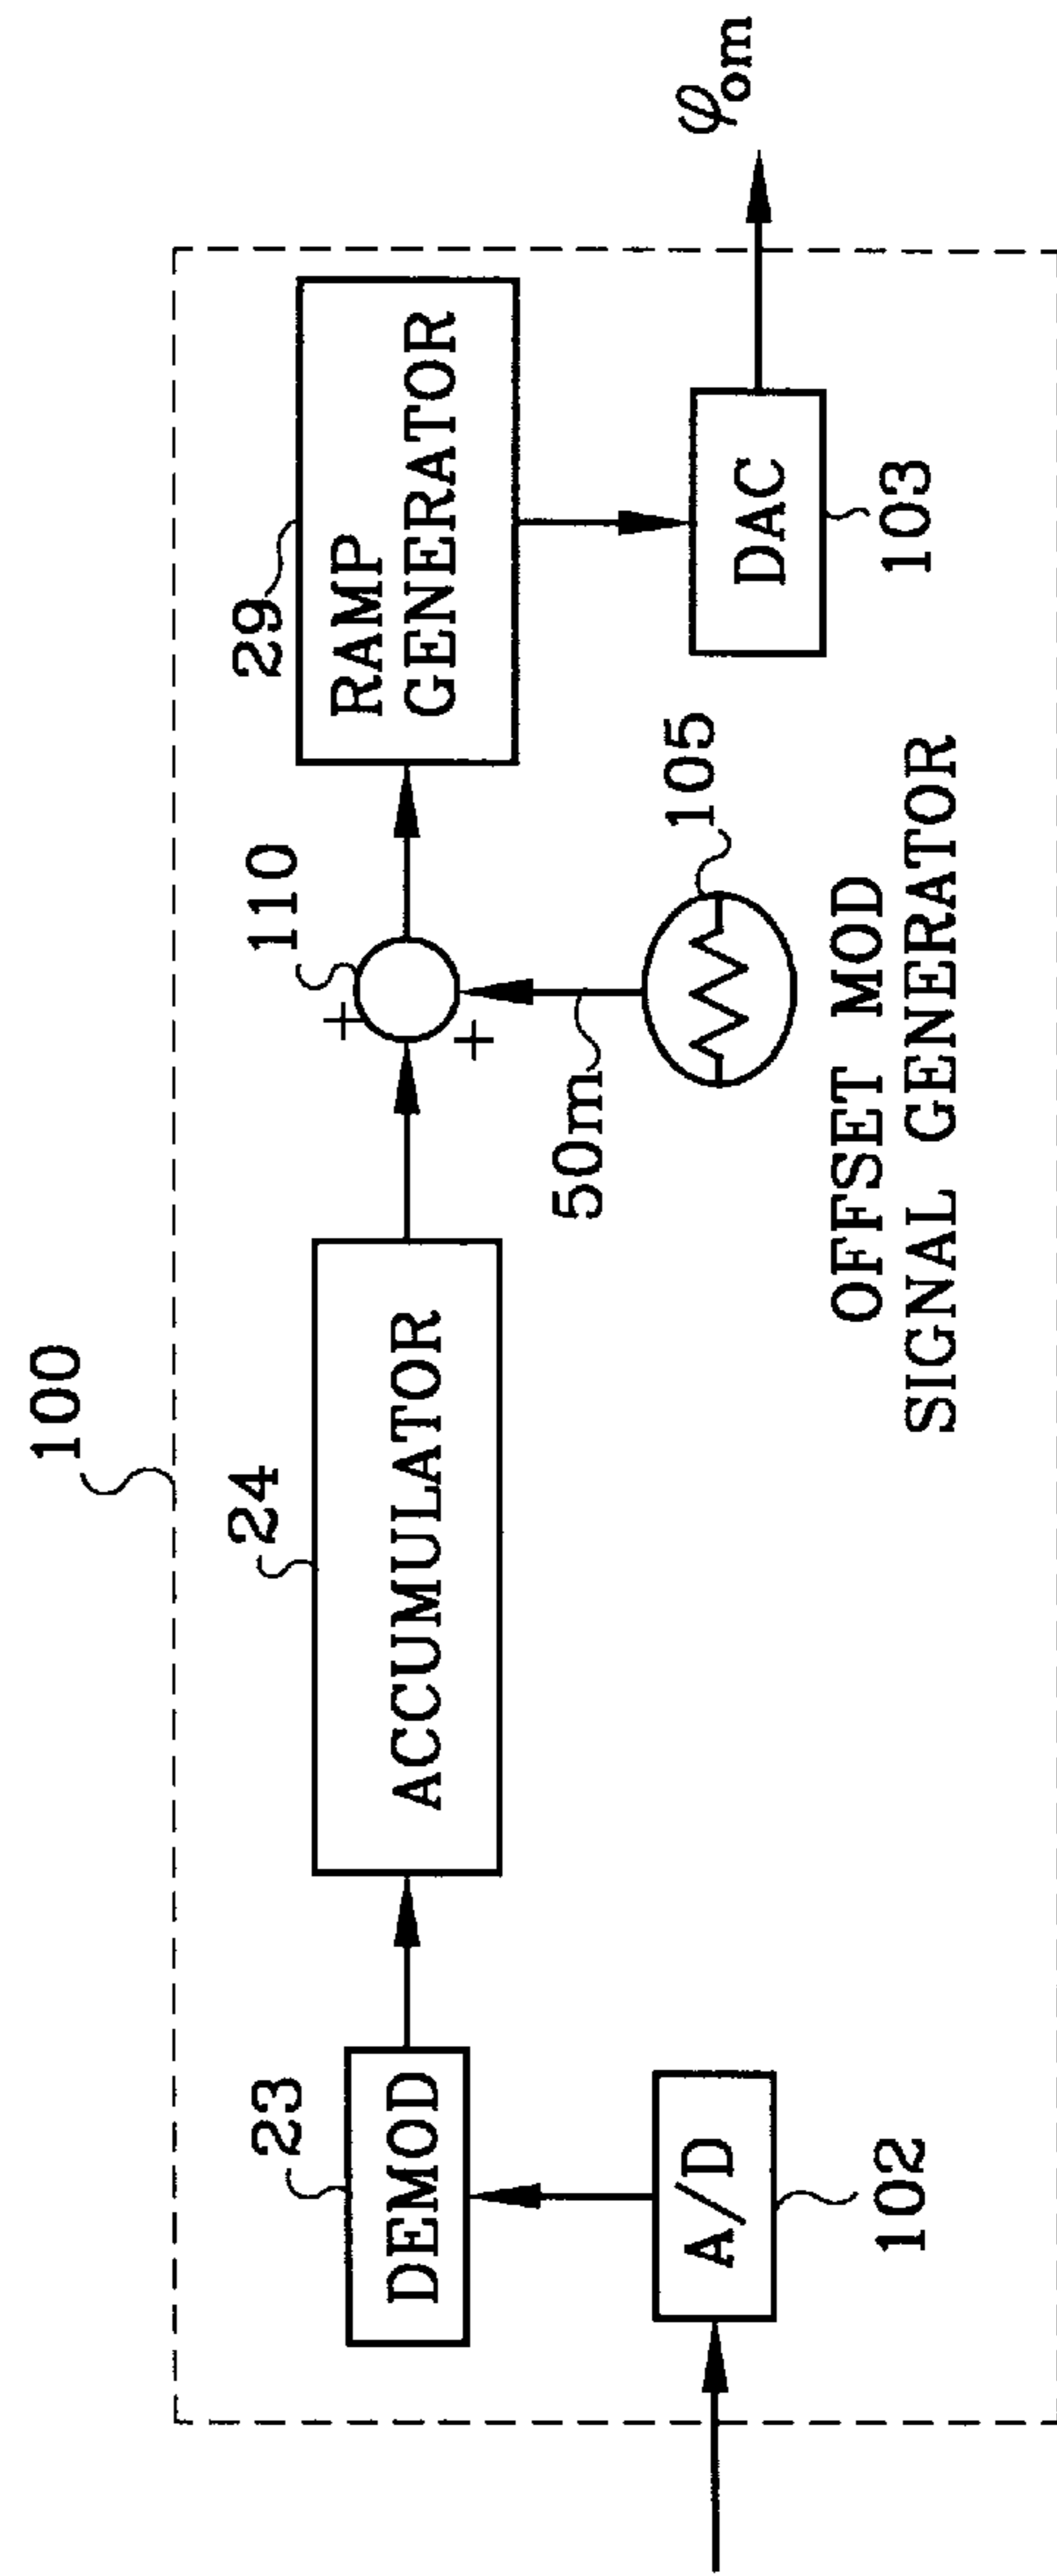 100
23
DEMOD
A/D
102
24
ACCUMULATOR
110
+
+
50m
105
OFFSET MOD
SIGNAL GENERATOR
29
RAMP
GENERATOR
DAC
103
φom